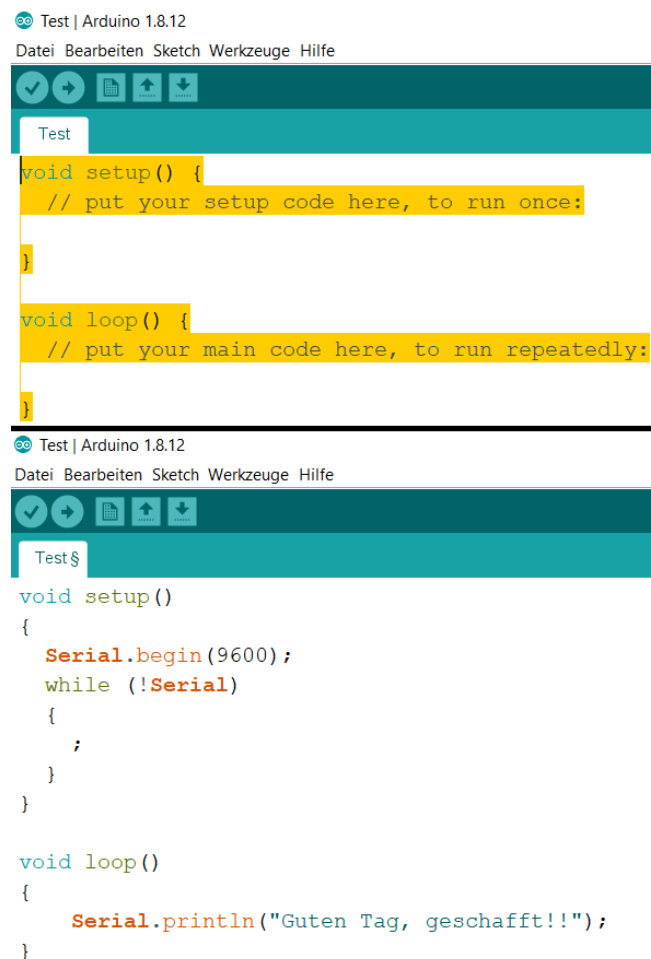 Test | Arduino 1.8.12
Datei Bearbeiten Sketch Werkzeuge Hilfe
Test
void setup() {
  // put your setup code here, to run once:
}
void loop() {
  // put your main code here, to run repeatedly:
}
Test | Arduino 1.8.12
Datei Bearbeiten Sketch Werkzeuge Hilfe
Test §
void setup()
{
  Serial.begin(9600);
  while (!Serial)
  {
    ;
  }
}
void loop()
{
    Serial.println("Guten Tag, geschafft!!");
}